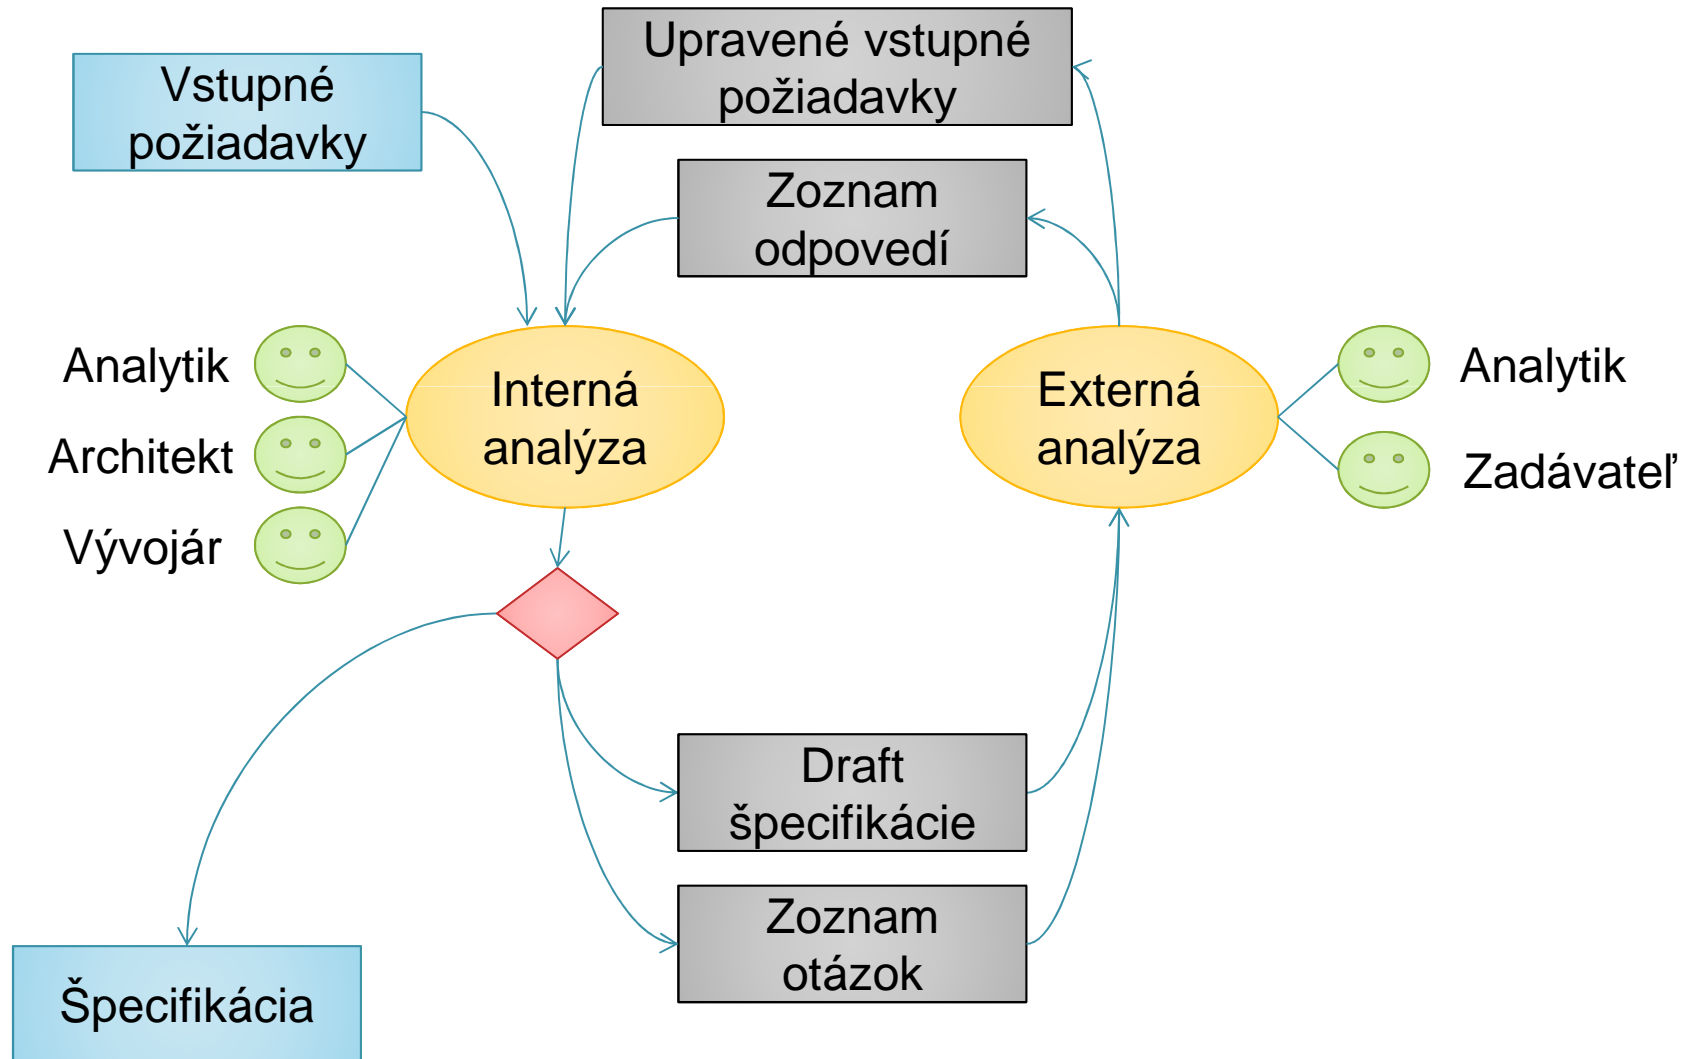 Upravené vstupné
požiadavky
Vstupné
požiadavky
Zoznam
odpovedí
Analytik
Architekt
Vývojár
Interná
analýza
Externá
analýza
Analytik
Zadávateľ
Draft
špecifikácie
Zoznam
otázok
Špecifikácia